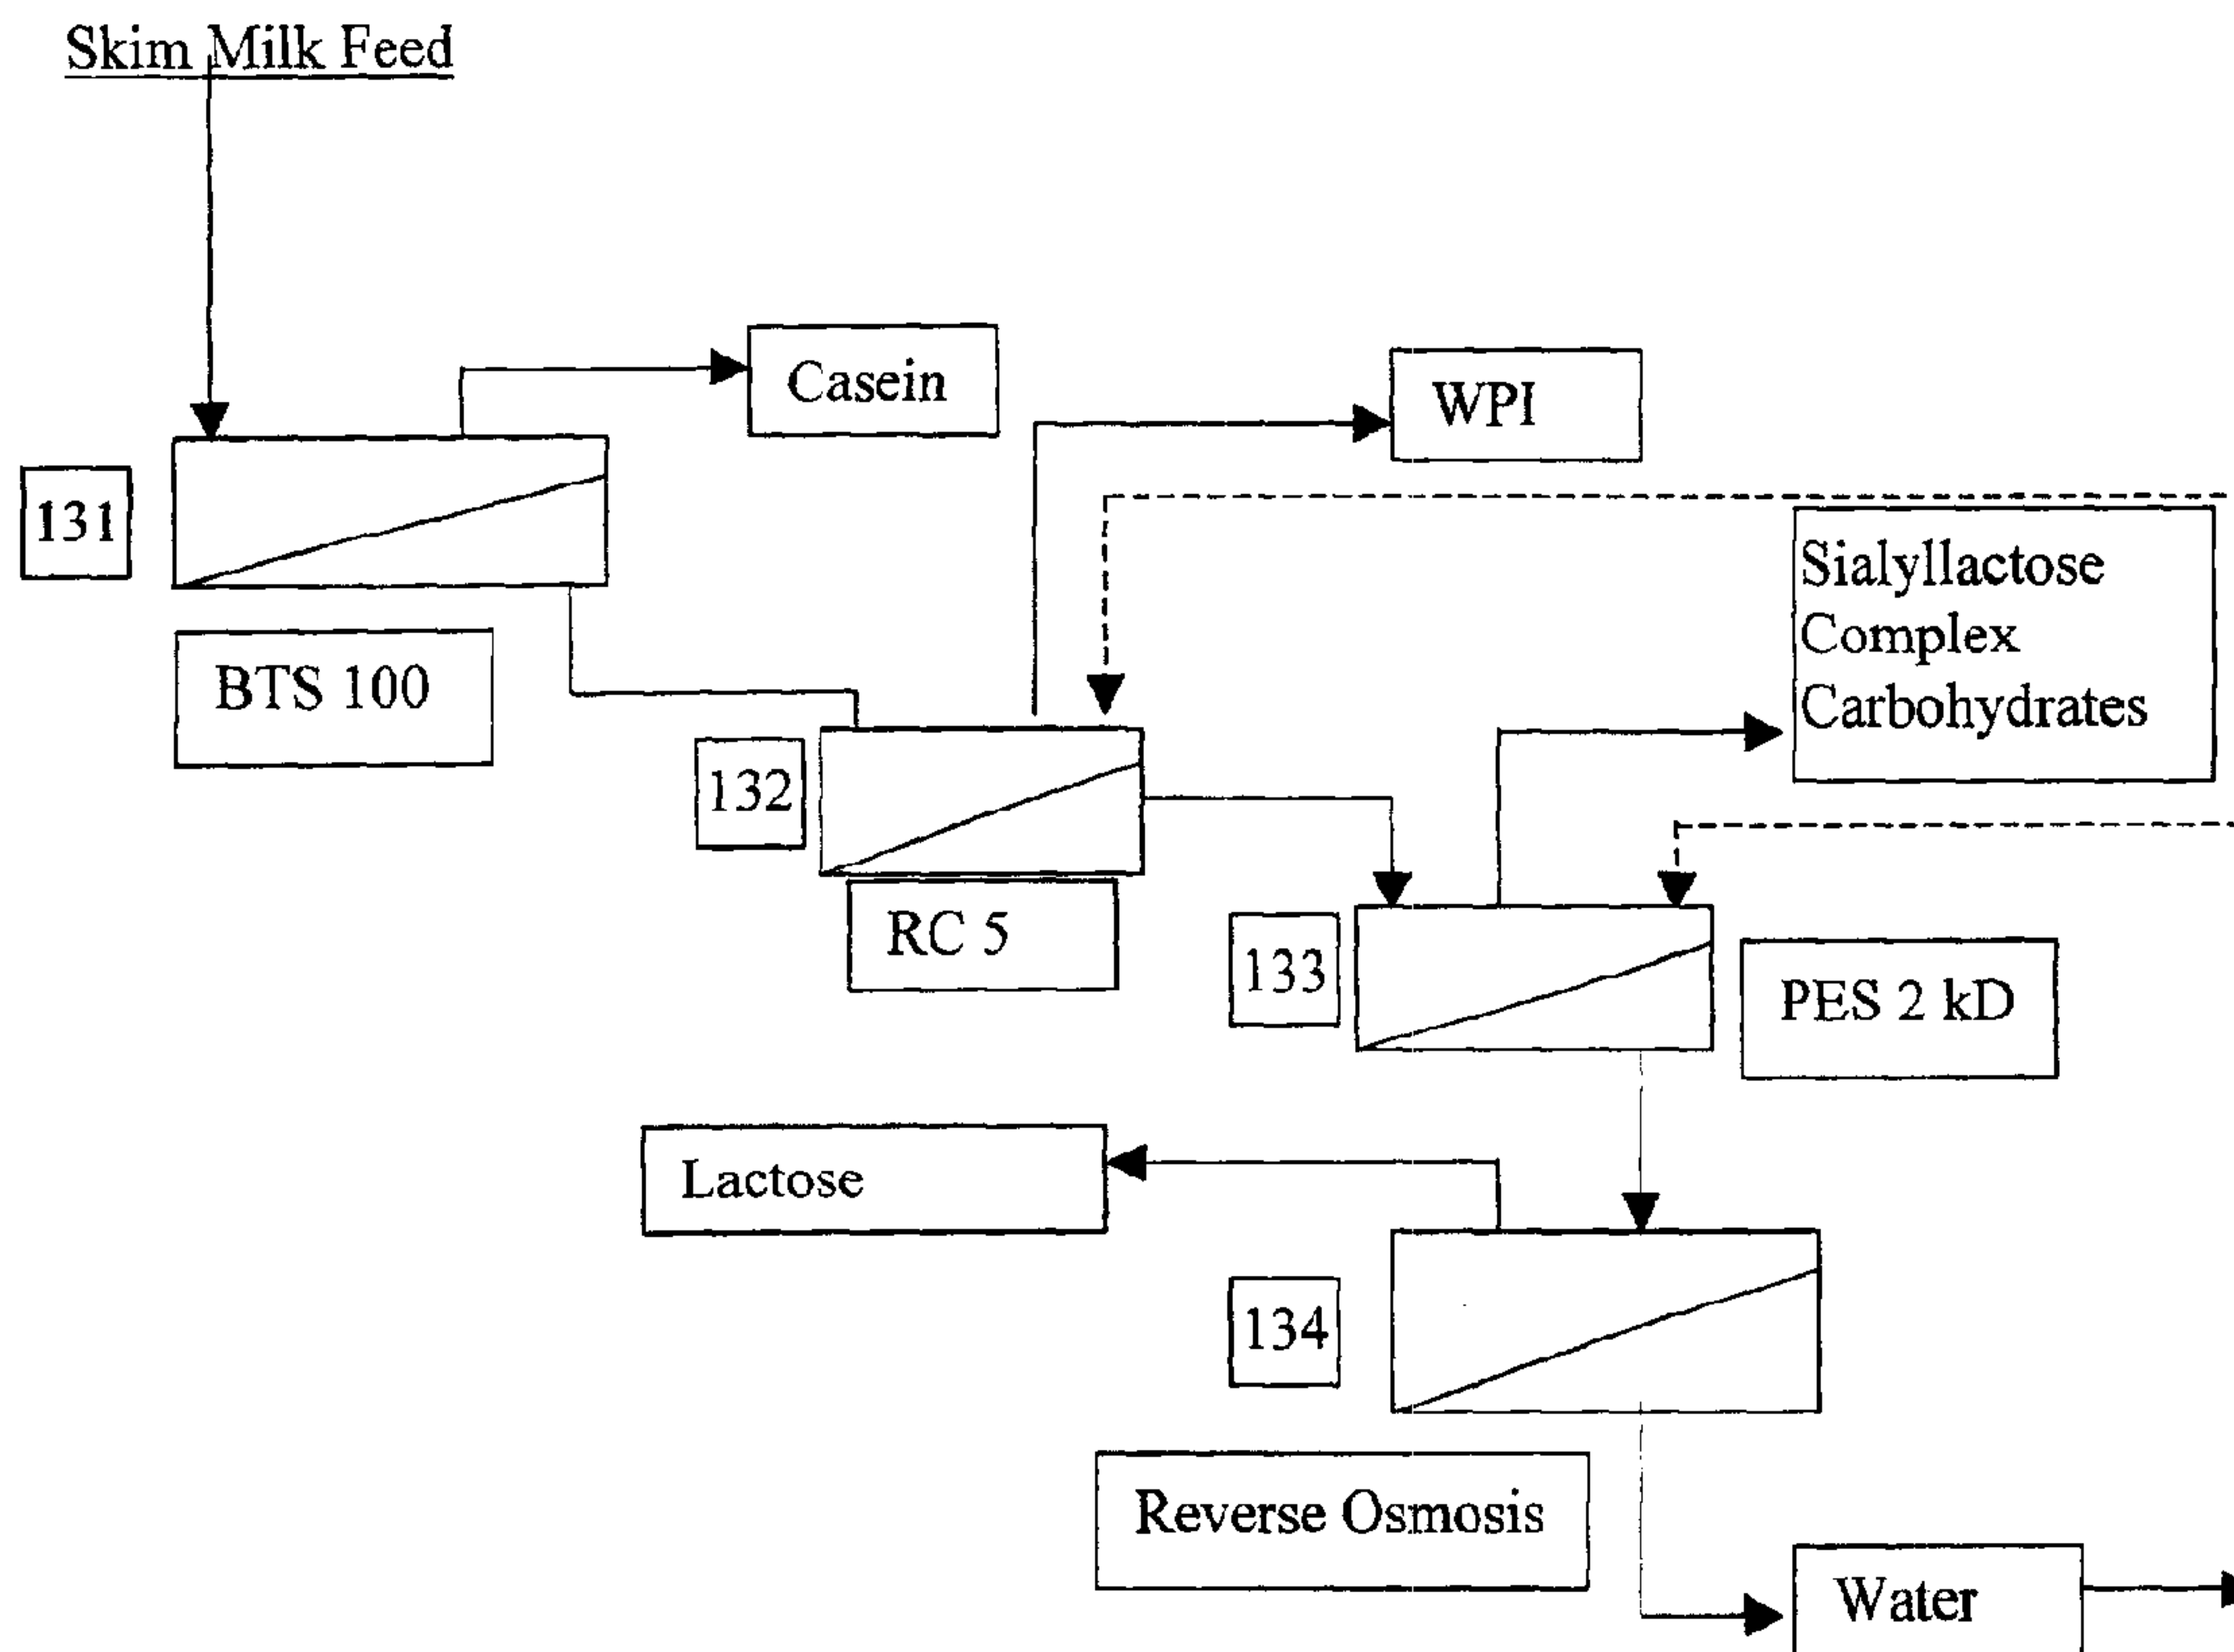 Skim Milk Feed
Casein
WPI
131
Sialyllactose
Complex
Carbohydrates
BTS 100
132
RC 5
133
PES 2 kD
Lactose
134
Reverse Osmosis
Water